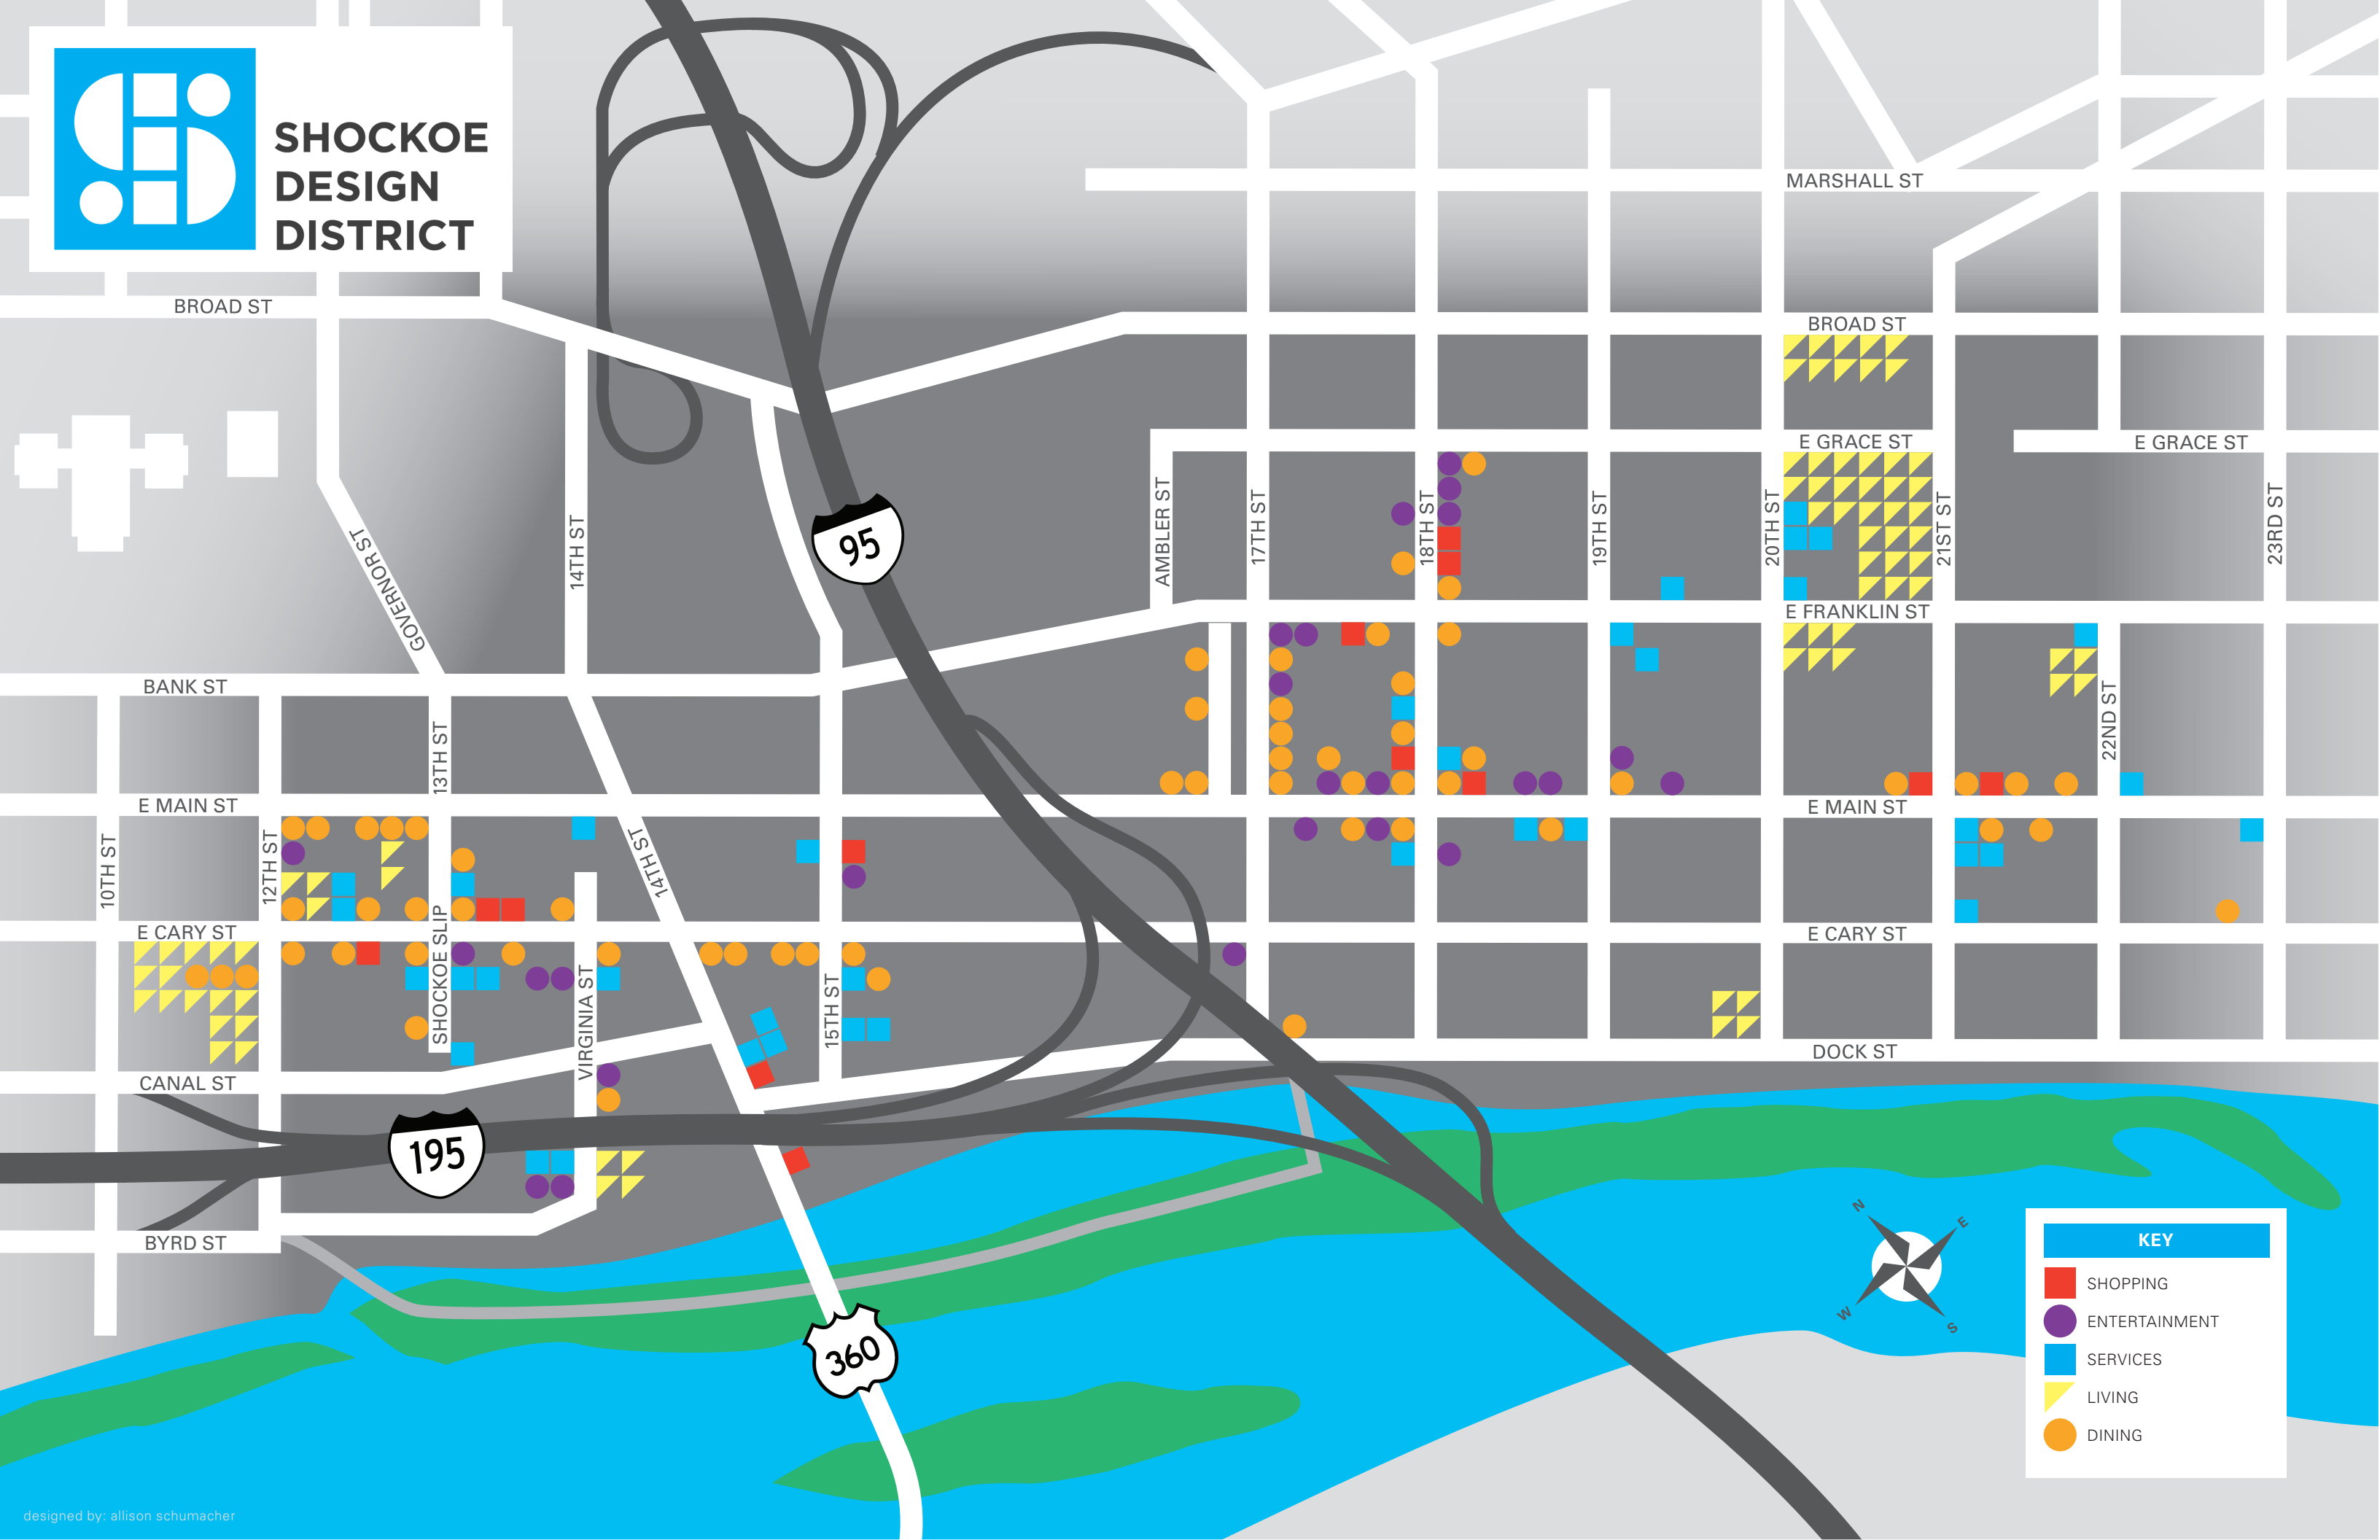 SHOCKOE
DESIGN
DISTRICT
MARSHALL ST
BROAD ST
BROAD ST
E GRACE ST
E GRACE ST
GOVERNOR ST
14TH ST
95
AMBLER ST
17TH ST
18TH ST
19TH ST
20TH ST
21ST ST
23RD ST
E FRANKLIN ST
BANK ST
13TH ST
22ND ST
E MAIN ST
E MAIN ST
10TH ST
12TH ST
14TH ST
SHOCKOE SLIP
E CARY ST
E CARY ST
VIRGINIA ST
15TH ST
DOCK ST
CANAL ST
195
BYRD ST
N
E
W
S
360
KEY
SHOPPING
ENTERTAINMENT
SERVICES
LIVING
DINING
designed by: allison schumacher